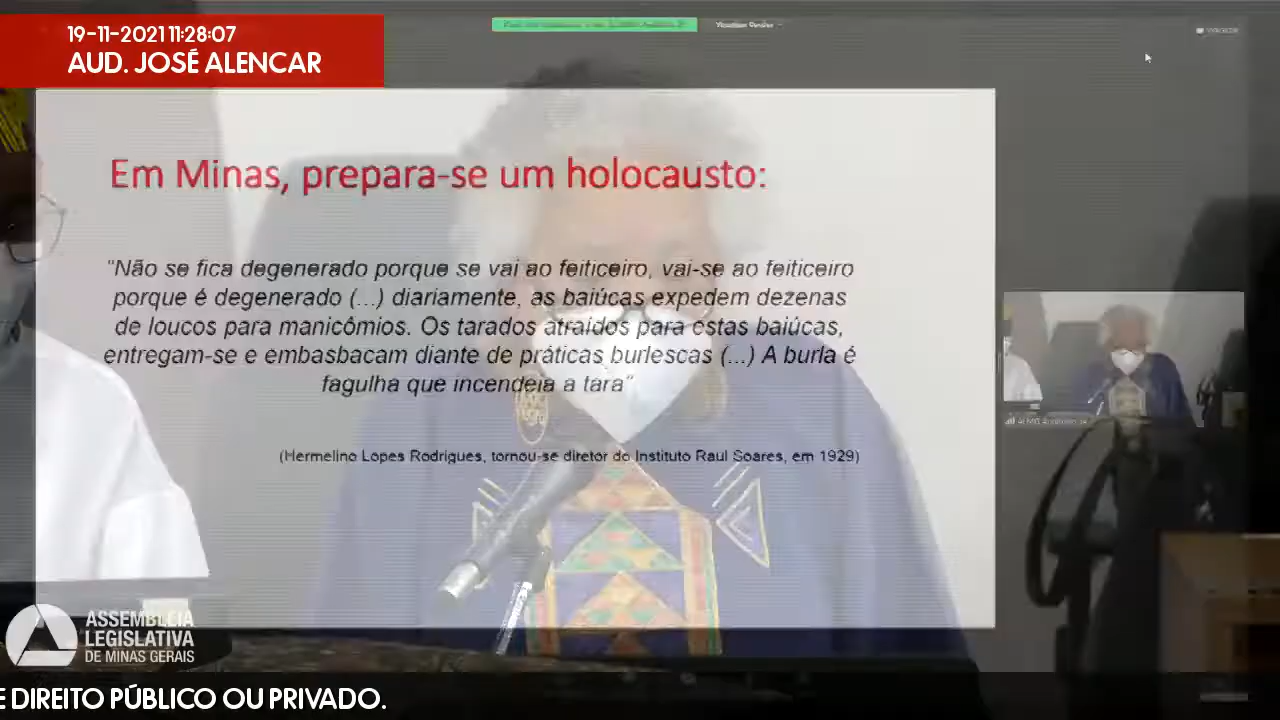 19-11-2021 11:28:07
AUD. JOSÉ ALENCAR
Em Minas, prepara-se um holocausto:
"Não se fica degenerado porque se vai ao feiticeiro, vai-se ao feiticeiro
porque é degenerado (...) diariamente, as baiúcas expedem dezenas
de loucos para manicômios. Os tarados atraídos para estas baiúcas,
entregam-se e embasbacam diante de práticas burlescas (...) A burla é
fagulha que incendeia a tara"
(Hermelino Lopes Rodrigues, tornou-se diretor do Instituto Raul Soares, em 1929)
ASSEMBLEIA
LEGISLATIVA
DE MINAS GERAIS
E DIREITO PÚBLICO OU PRIVADO.